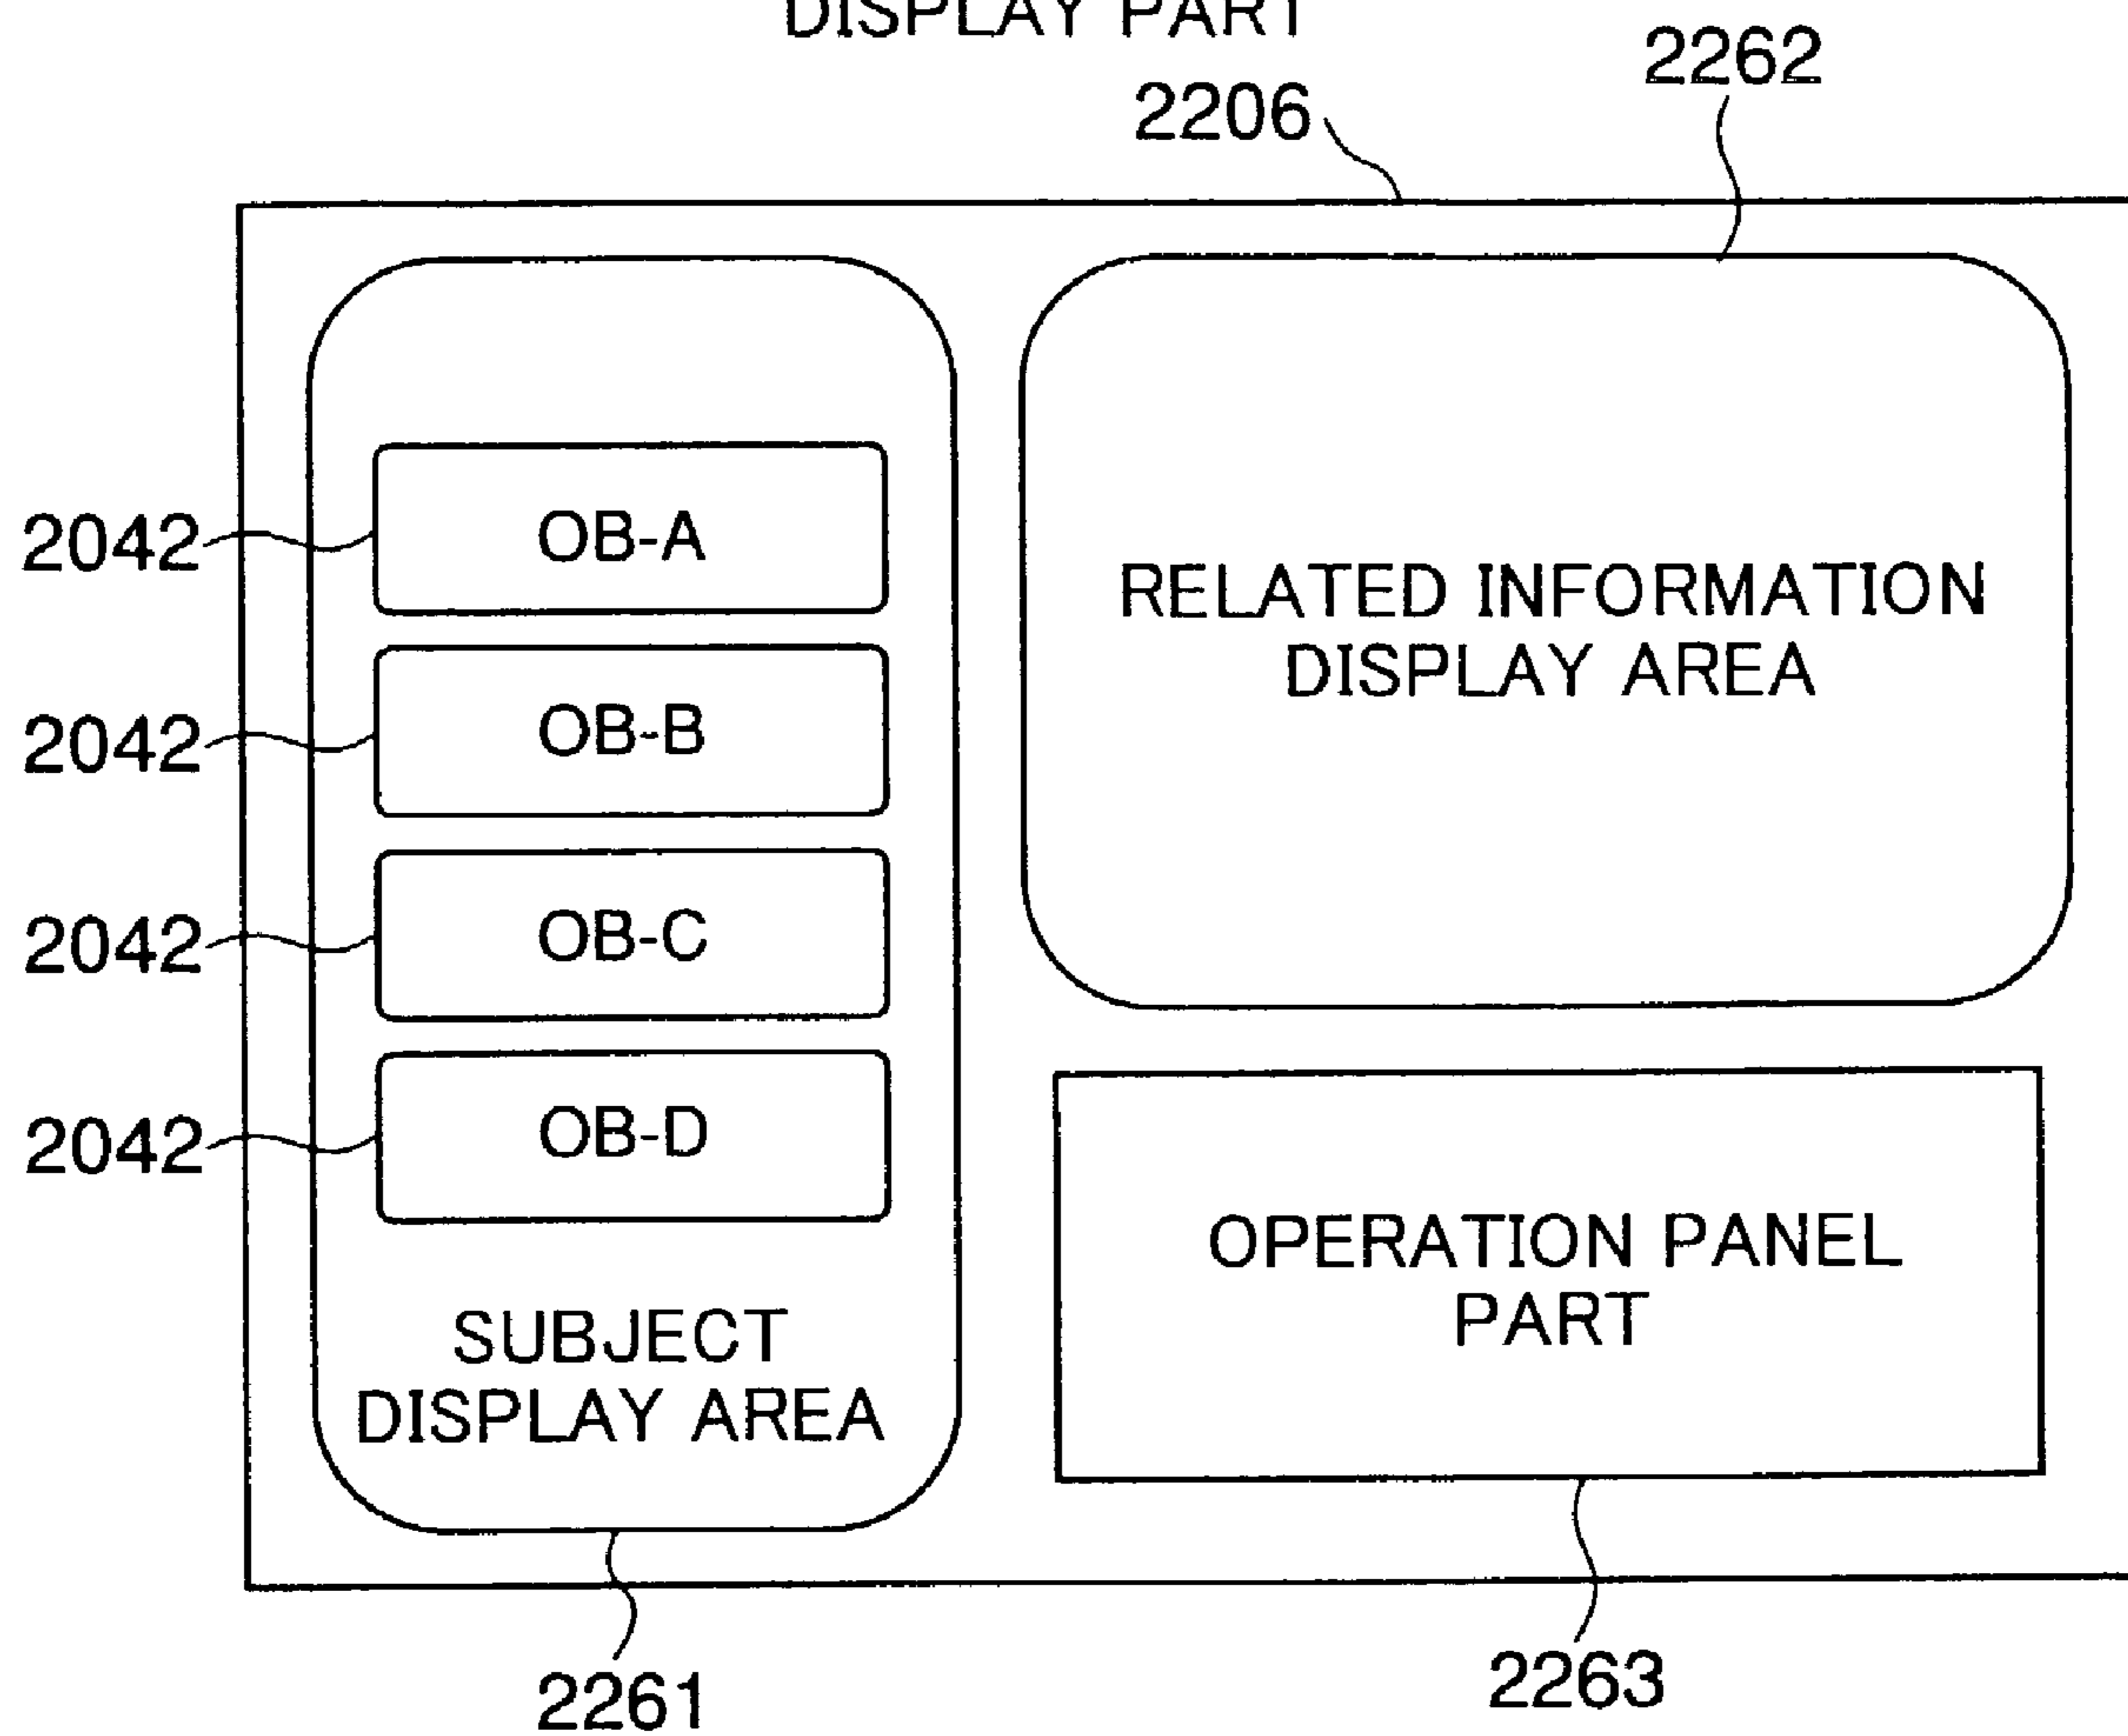 DISPLAY PART
2262
2206
2042 OB-A
RELATED INFORMATION
DISPLAY AREA
2042 OB-B
2042 OB-C
2042 OB-D
OPERATION PANEL
PART
SUBJECT
DISPLAY AREA
2261
2263